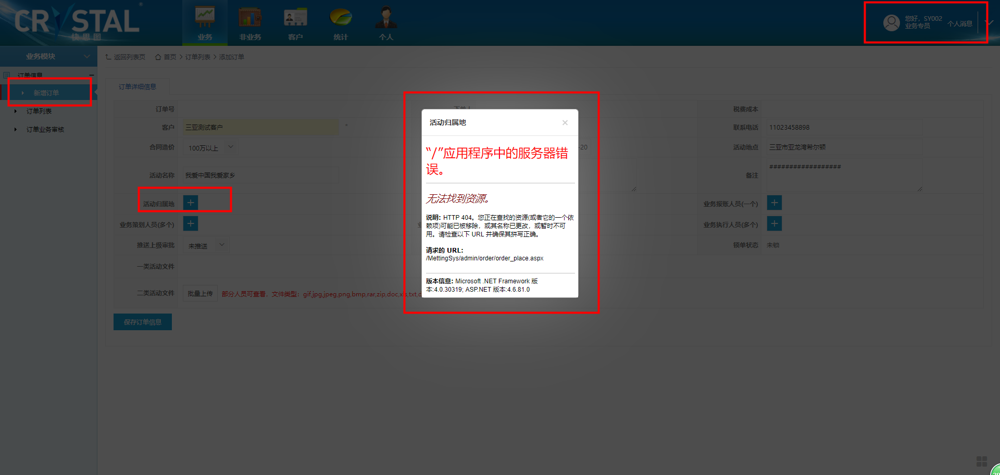 CRYSTAL ®
快思图
业务
非业务
客户
统计
个人
您好，SY002
业务专员
个人消息
业务模块
返回列表页 首页 > 订单列表 > 添加订单
订单信息
新增订单
订单列表
订单业务审核
订单详细信息
订单号
税费成本
客户 三亚测试客户
联系电话 11023458898
合同造价 100万以上
-20
活动地点 三亚市亚龙湾希尔顿
活动名称 我爱中国我爱家乡
备注 ##################
活动归属地
业务报账人员(一个)
业务策划人员(多个)
业务执行人员(多个)
推送上级审批 未推送
锁单状态 未锁
一类活动文件
二类活动文件 批量上传 部分人员可查看，文件类型：gif,jpg,jpeg,png,bmp,rar,zip,doc,xls,txt,
保存订单信息
活动归属地 ×
“/”应用程序中的服务器错
误。
无法找到资源。
说明: HTTP 404。您正在查找的资源(或者它的一个依
赖项)可能已被移除，或其名称已更改，或暂时不可
用。请检查以下 URL 并确保其拼写正确。
请求的 URL:
/MettingSys/admin/order/order_place.aspx
版本信息: Microsoft .NET Framework 版
本:4.0.30319; ASP.NET 版本:4.6.81.0